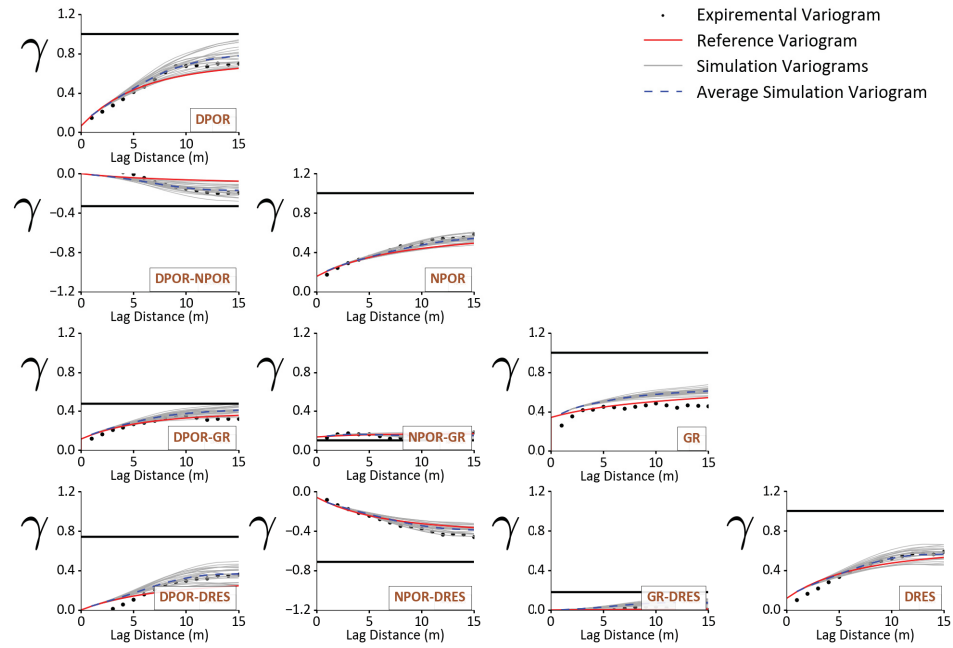 Expiremental Variogram
Reference Variogram
Simulation Variograms
Average Simulation Variogram
γ
1.2
0.8
0.4
0.0
DPOR
0 5 10 15
Lag Distance (m)
γ
0.0
−0.4
−0.8
−1.2
DPOR-NPOR
0 5 10 15
Lag Distance (m)
γ
1.2
0.8
0.4
0.0
NPOR
0 5 10 15
Lag Distance (m)
γ
1.2
0.8
0.4
0.0
DPOR-GR
0 5 10 15
Lag Distance (m)
γ
1.2
0.8
0.4
0.0
NPOR-GR
0 5 10 15
Lag Distance (m)
γ
1.2
0.8
0.4
0.0
GR
0 5 10 15
Lag Distance (m)
γ
1.2
0.8
0.4
0.0
DPOR-DRES
0 5 10 15
Lag Distance (m)
γ
0.0
−0.4
−0.8
−1.2
NPOR-DRES
0 5 10 15
Lag Distance (m)
γ
1.2
0.8
0.4
0.0
GR-DRES
0 5 10 15
Lag Distance (m)
γ
1.2
0.8
0.4
0.0
DRES
0 5 10 15
Lag Distance (m)